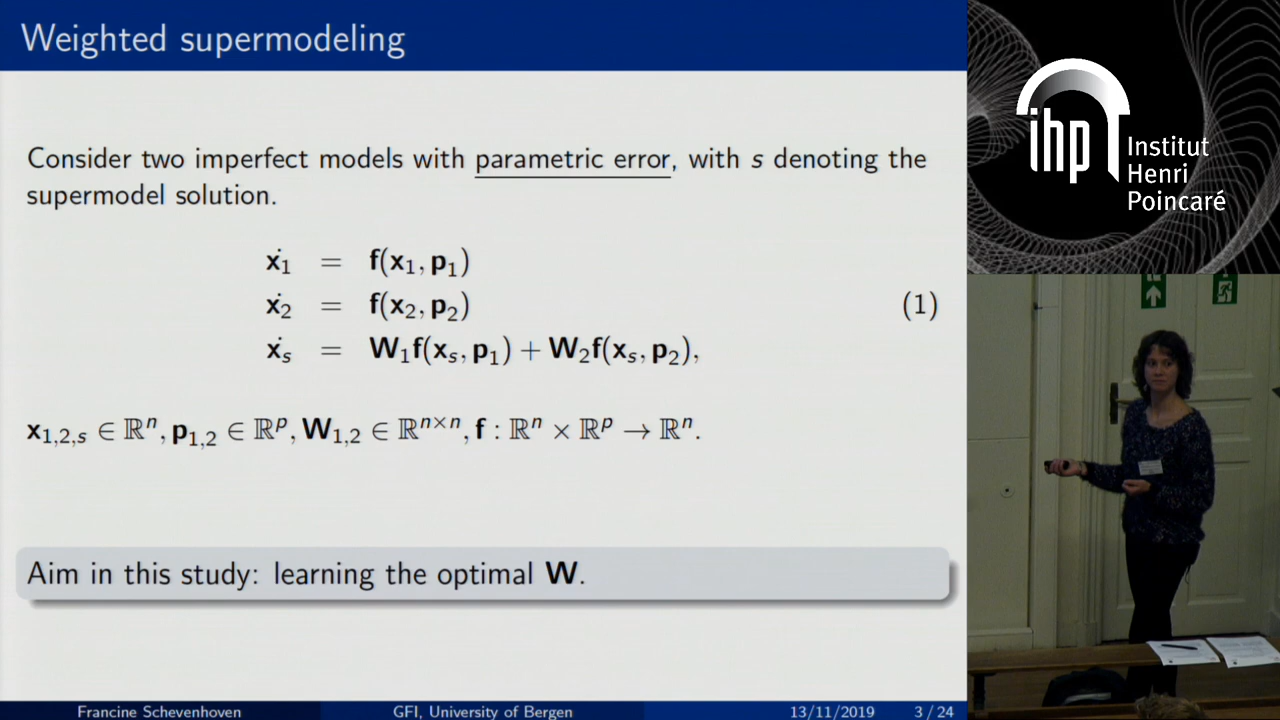 Weighted supermodeling
Consider two imperfect models with parametric error, with s denoting the
supermodel solution.
ẋ₁ = f(x₁, p₁)
ẋ₂ = f(x₂, p₂) (1)
ẋₛ = W₁f(xₛ, p₁) + W₂f(xₛ, p₂),
x₁,₂,ₛ ∈ ℝⁿ, p₁,₂ ∈ ℝᵖ, W₁,₂ ∈ ℝⁿˣⁿ, f : ℝⁿ × ℝᵖ → ℝⁿ.
Aim in this study: learning the optimal W.
Francine Schevenhoven GFI, University of Bergen 13/11/2019 3 / 24
ihp
Institut
Henri
Poincaré